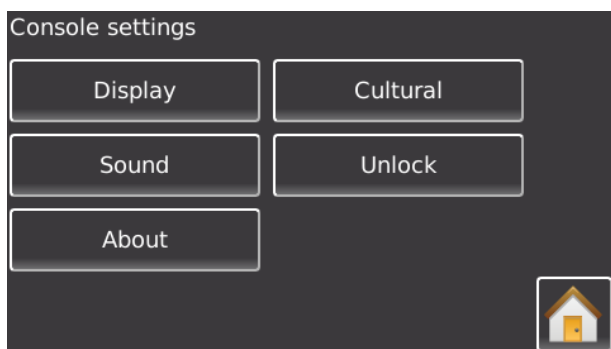 Console settings
Display
Cultural
Sound
Unlock
About